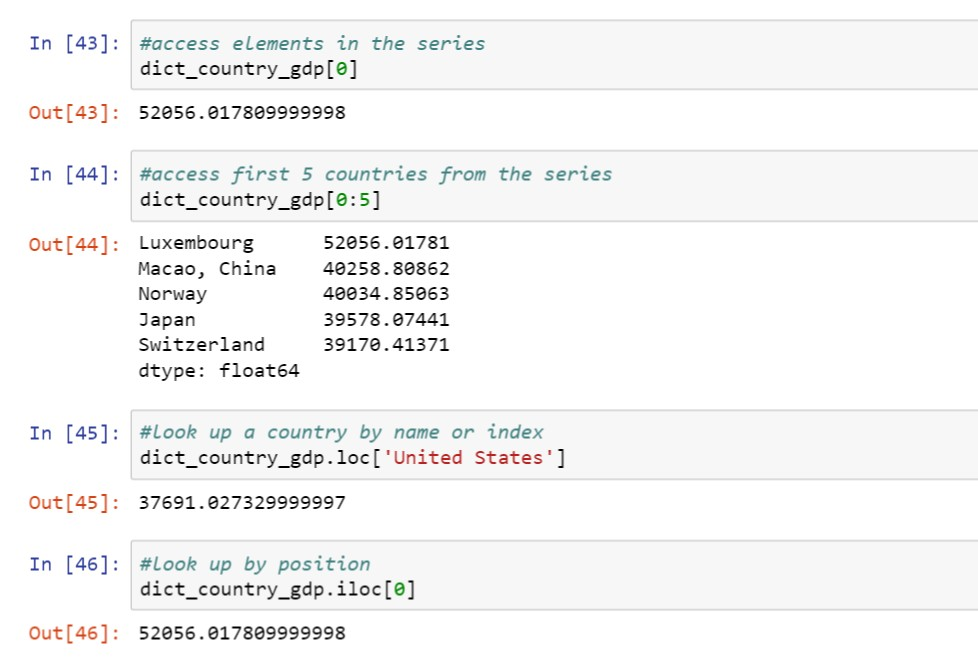 In [43]: #access elements in the series
dict_country_gdp[0]
Out[43]: 52056.017809999998
In [44]: #access first 5 countries from the series
dict_country_gdp[0:5]
Out[44]: Luxembourg 52056.01781
Macao, China 40258.80862
Norway 40034.85063
Japan 39578.07441
Switzerland 39170.41371
dtype: float64
In [45]: #look up a country by name or index
dict_country_gdp.loc['United States']
Out[45]: 37691.027329999997
In [46]: #look up by position
dict_country_gdp.iloc[0]
Out[46]: 52056.017809999998